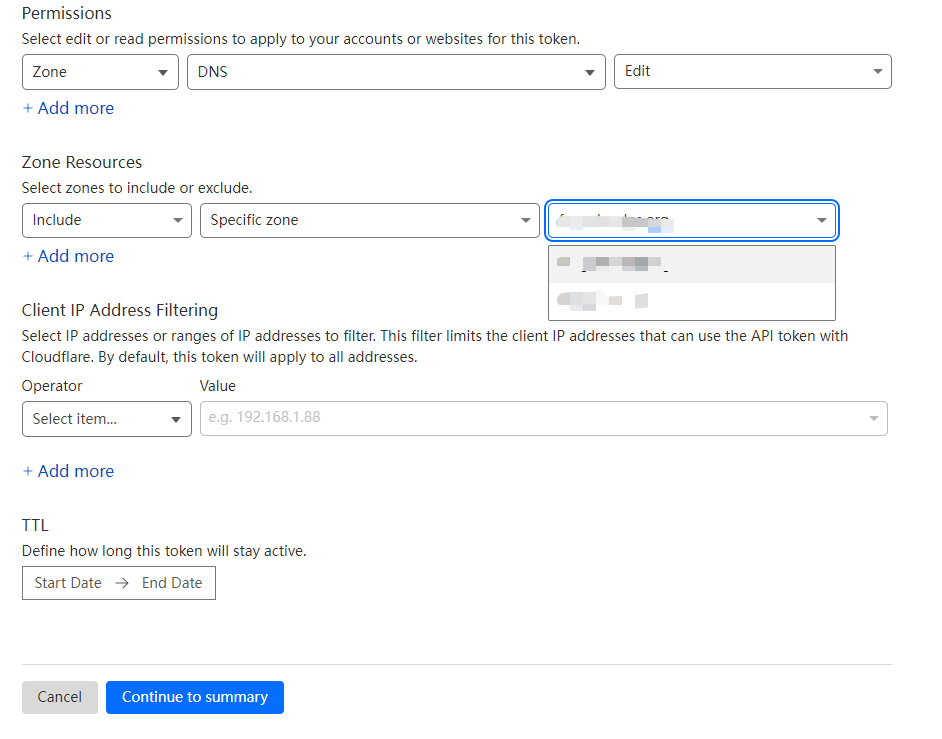 Permissions
Select edit or read permissions to apply to your accounts or websites for this token.
Zone DNS Edit
+ Add more
Zone Resources
Select zones to include or exclude.
Include Specific zone
+ Add more
Client IP Address Filtering
Select IP addresses or ranges of IP addresses to filter. This filter limits the client IP addresses that can use the API token with
Cloudflare. By default, this token will apply to all addresses.
Operator Value
Select item... e.g. 192.168.1.88
+ Add more
TTL
Define how long this token will stay active.
Start Date → End Date
Cancel Continue to summary